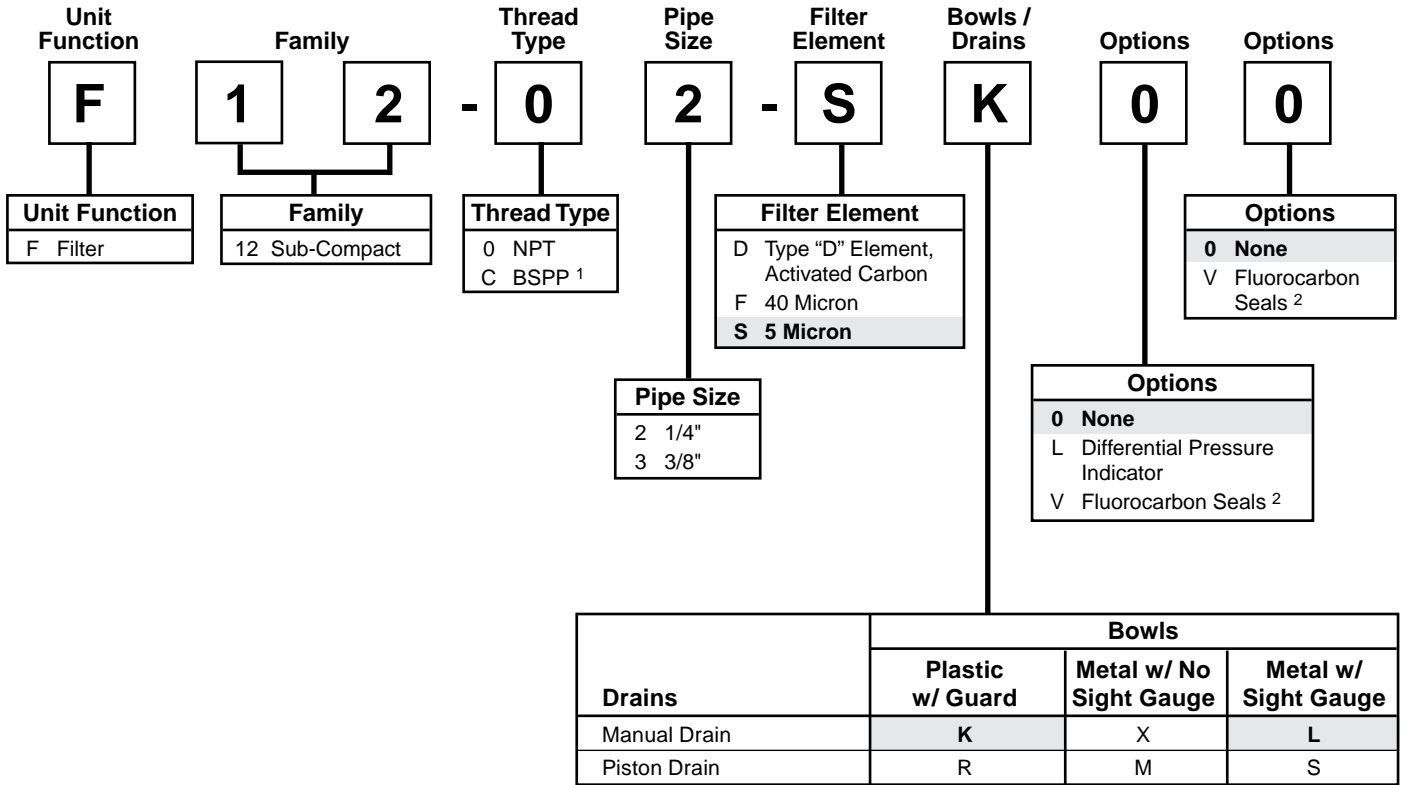 Unit Function
Family
Thread Type
Pipe Size
Filter Element
Bowls / Drains
Options
Options
F 1 2 - 0 2 - S K 0 0
Unit Function
F Filter
Family
12 Sub-Compact
Thread Type
0 NPT
C BSPP 1
Filter Element
D Type “D” Element,
Activated Carbon
F 40 Micron
S 5 Micron
Options
0 None
V Fluorocarbon
Seals 2
Pipe Size
2 1/4"
3 3/8"
Options
0 None
L Differential Pressure
Indicator
V Fluorocarbon Seals 2
Bowls
Drains
Plastic w/ Guard
Metal w/ No Sight Gauge
Metal w/ Sight Gauge
Manual Drain K X L
Piston Drain R M S